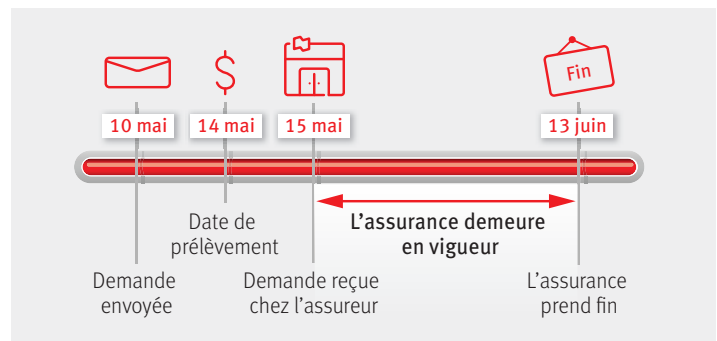 $
Fin
10 mai
14 mai
15 mai
13 juin
Date de
prélèvement
L'assurance demeure
en vigueur
Demande
envoyée
Demande reçue
chez l'assureur
L'assurance
prend fin